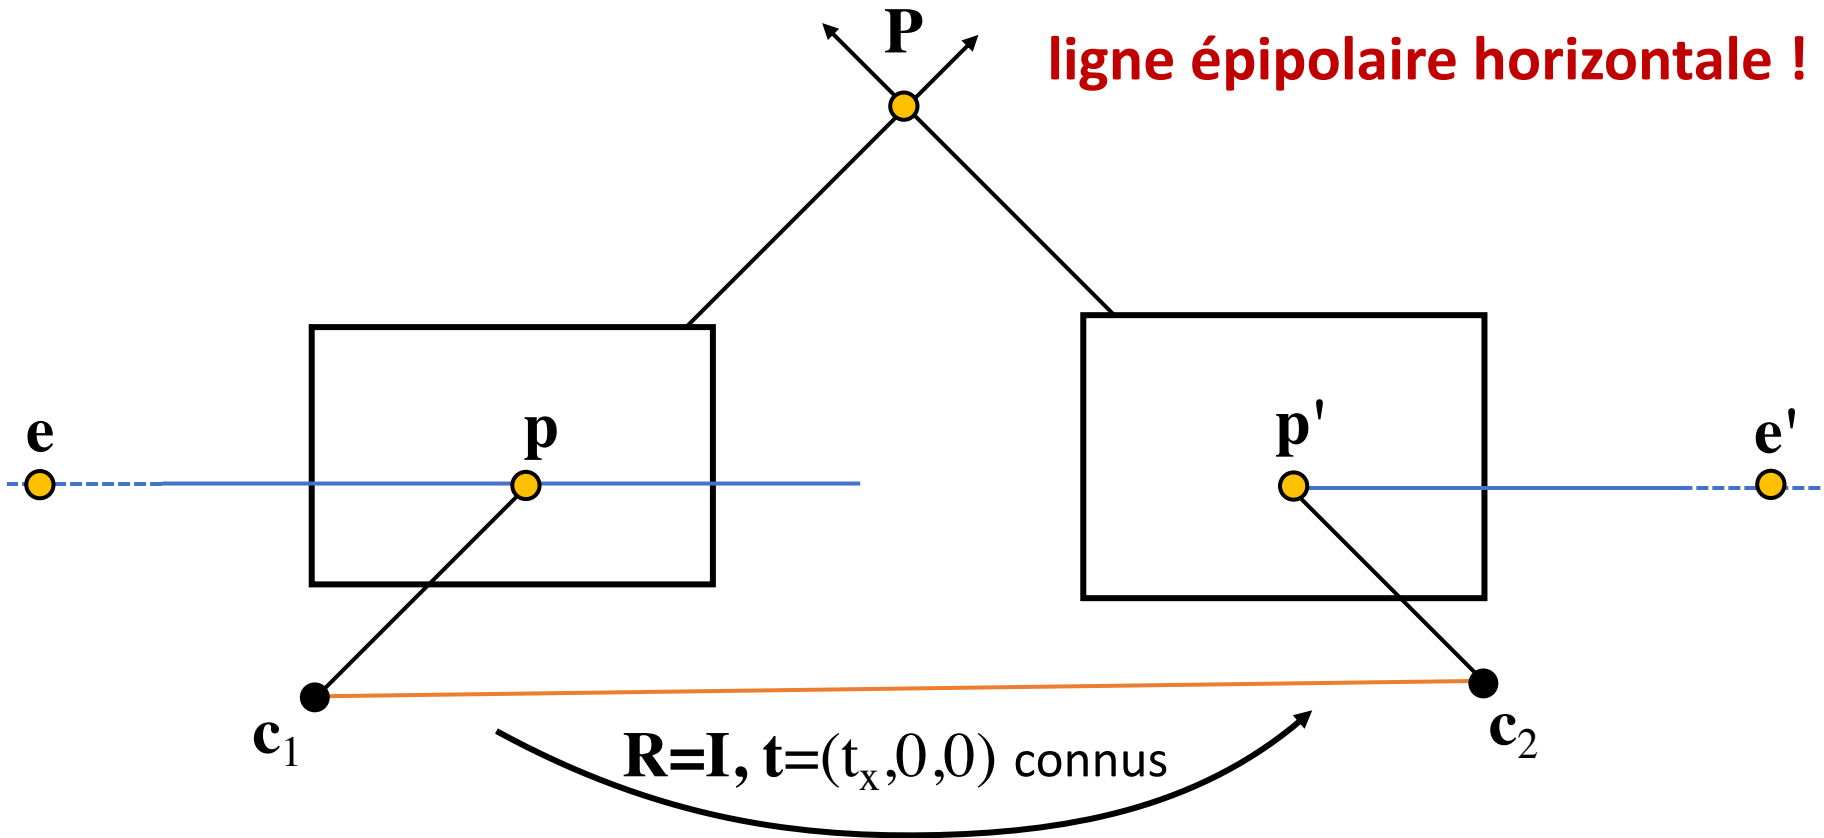 P
ligne épipolaire horizontale !
e
p
p'
e'
c₁
R=I, t=(tₓ,0,0) connus
c₂